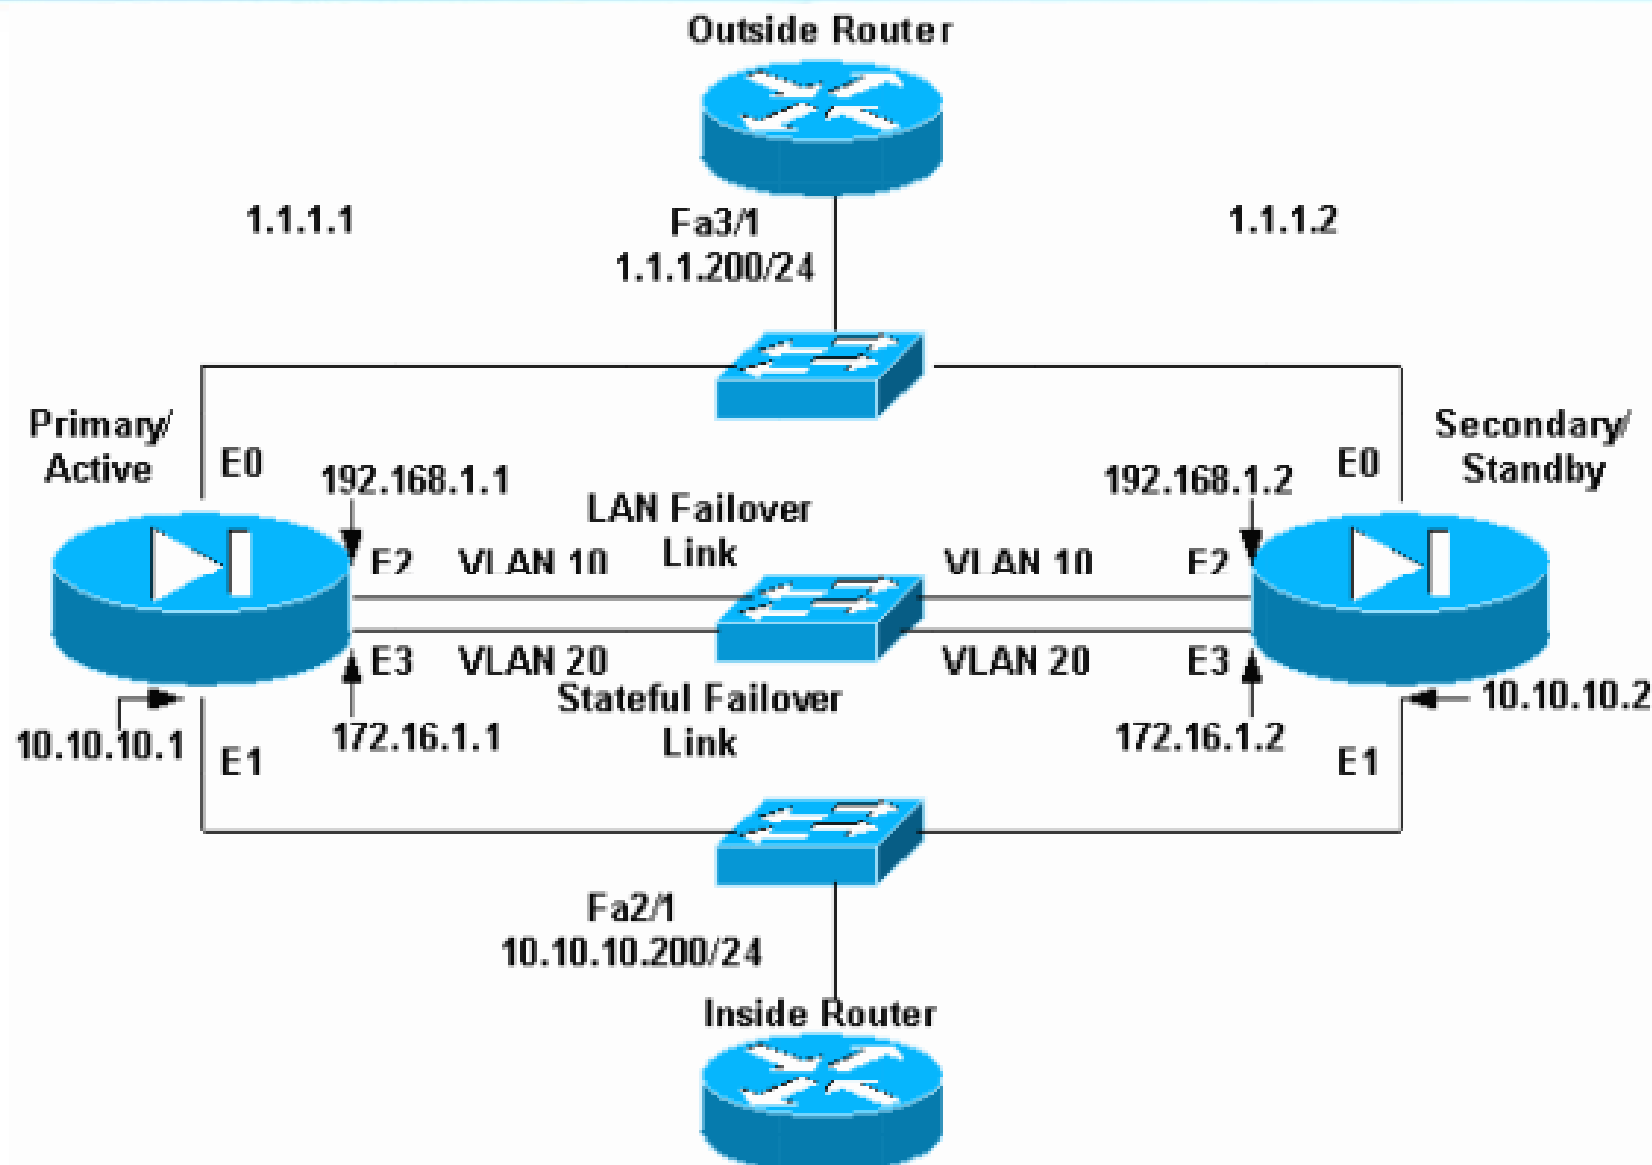 Outside Router
1.1.1.1
Fa3/1
1.1.1.200/24
1.1.1.2
Primary/
Active
E0
192.168.1.1
LAN Failover
Link
192.168.1.2
E0
Secondary/
Standby
E2
VLAN 10
VLAN 10
E2
E3
VLAN 20
VLAN 20
E3
Stateful Failover
Link
10.10.10.1
172.16.1.1
172.16.1.2
10.10.10.2
E1
E1
Fa2/1
10.10.10.200/24
Inside Router